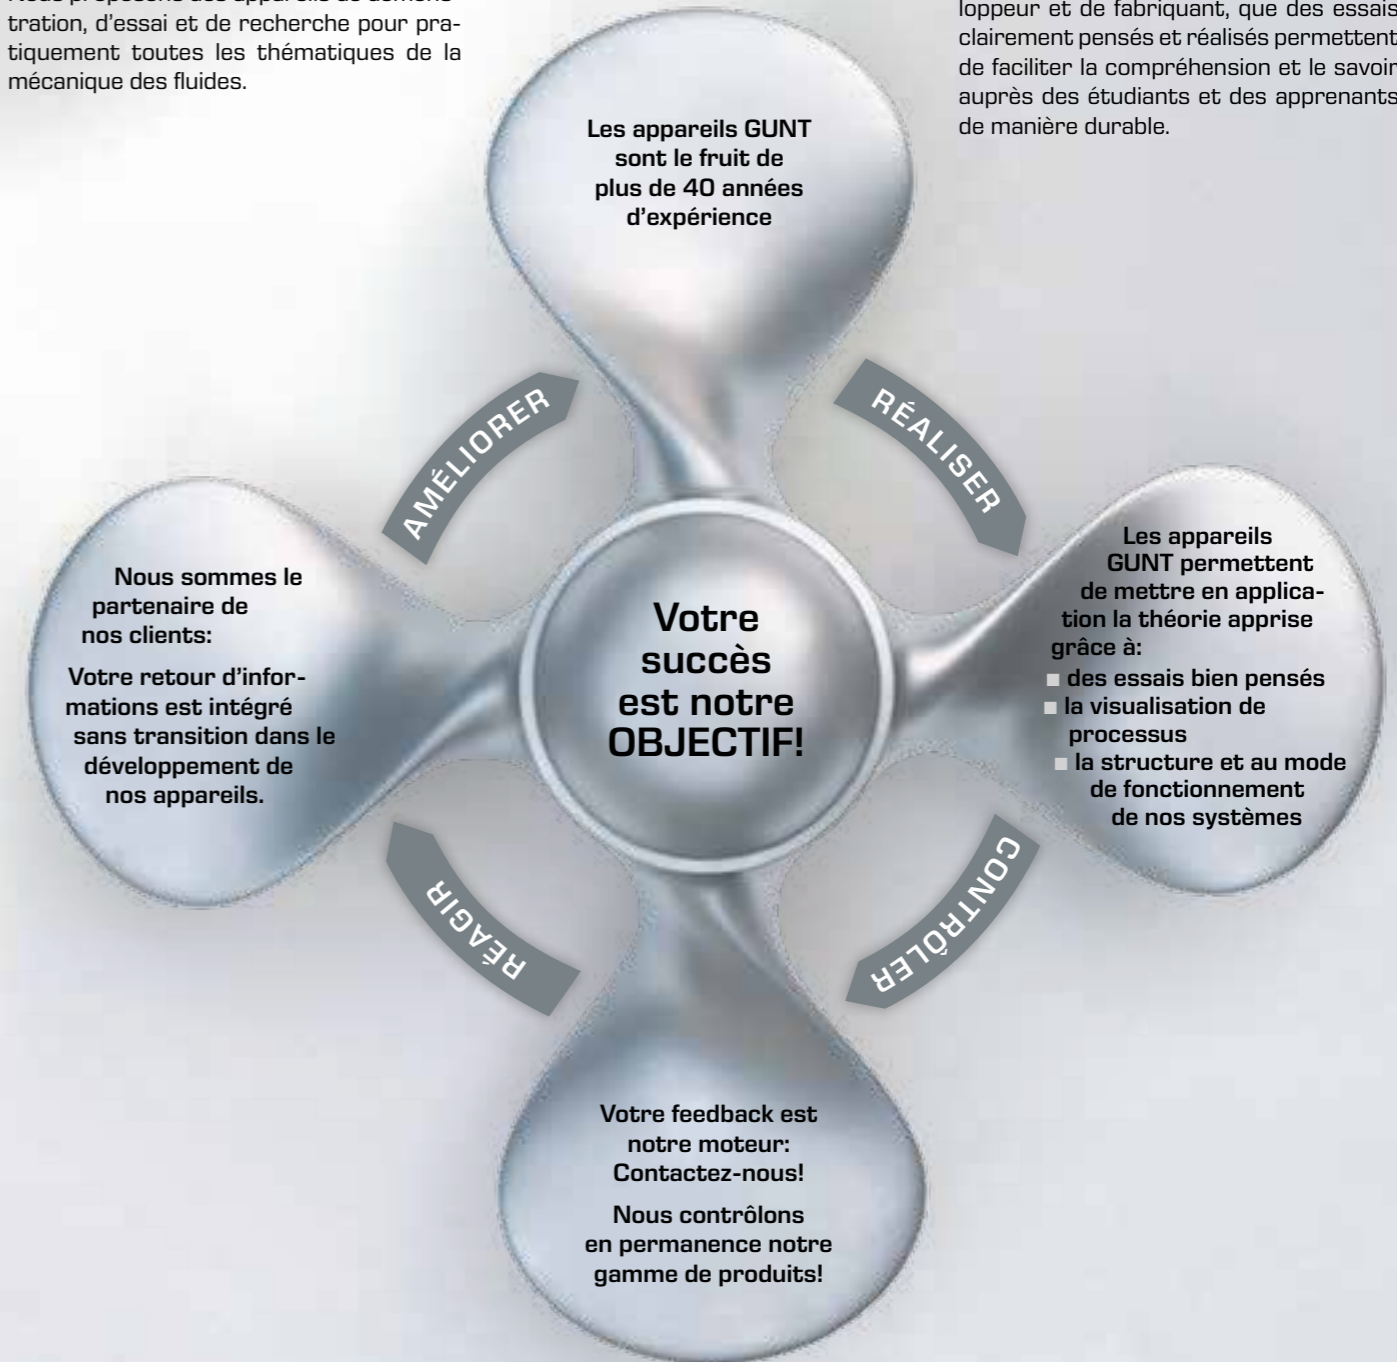 Nous proposons des appareils de démons-
tration, d'essai et de recherche pour pra-
tiquement toutes les thématiques de la
mécanique des fluides.
loppeur et de fabriquant, que des essais
clairement pensés et réalisés permettent
de faciliter la compréhension et le savoir
auprès des étudiants et des apprenants
de manière durable.
Les appareils GUNT
sont le fruit de
plus de 40 années
d'expérience
AMÉLIORER
RÉALISER
Nous sommes le
partenaire de
nos clients:
Votre retour d'infor-
mations est intégré
sans transition dans le
développement de
nos appareils.
Votre
succès
est notre
OBJECTIF!
Les appareils
GUNT permettent
de mettre en applica-
tion la théorie apprise
grâce à:
■ des essais bien pensés
■ la visualisation de
processus
■ la structure et au mode
de fonctionnement
de nos systèmes
RÉAGIR
CONTRÔLER
Votre feedback est
notre moteur:
Contactez-nous!
Nous contrôlons
en permanence notre
gamme de produits!